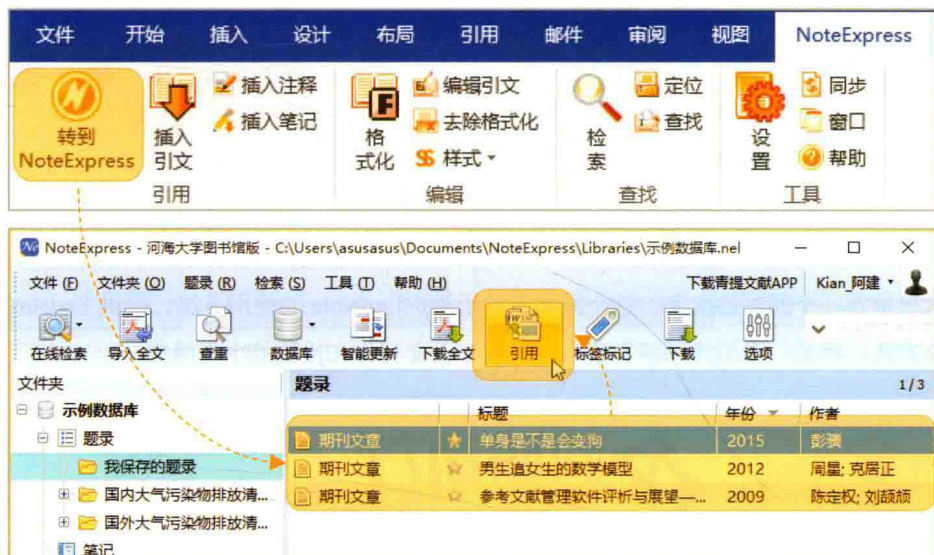 文件 开始 插入 设计 布局 引用 邮件 审阅 视图 NoteExpress
转到 NoteExpress
插入引文
插入注释
插入笔记
引用
格式化
编辑引文
去除格式化
样式
编辑
检索
定位
查找
查找
设置
同步
窗口
帮助
工具
NoteExpress - 河海大学图书馆版 - C:\Users\asusasus\Documents\NoteExpress\Libraries\示例数据库.nel
文件(F) 文件夹(O) 题录(R) 检索(S) 工具(T) 帮助(H) 下载青提文献APP Kian_阿建
在线检索 导入全文 查重 数据库 智能更新 下载全文 引用 标签标记 下载 选项
文件夹 题录 1/3
示例数据库 标题 年份 作者
题录 期刊文章 单身是不是会变狗 2015 彭骥
我保存的题录 期刊文章 男生追女生的数学模型 2012 周星; 克居正
国内大气污染物排放清... 期刊文章 参考文献管理软件评析与展望—... 2009 陈定权; 刘颉颃
国外大气污染物排放清...
笔记